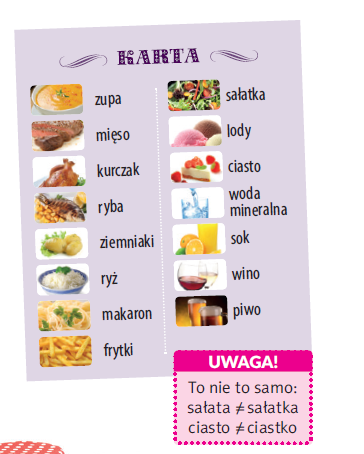 KARTA
zupa
mięso
kurczak
ryba
ziemniaki
ryż
makaron
frytki
sałatka
lody
ciasto
woda
mineralna
sok
wino
piwo
UWAGA!
To nie to samo:
sałata ≠ sałatka
ciasto ≠ ciastko